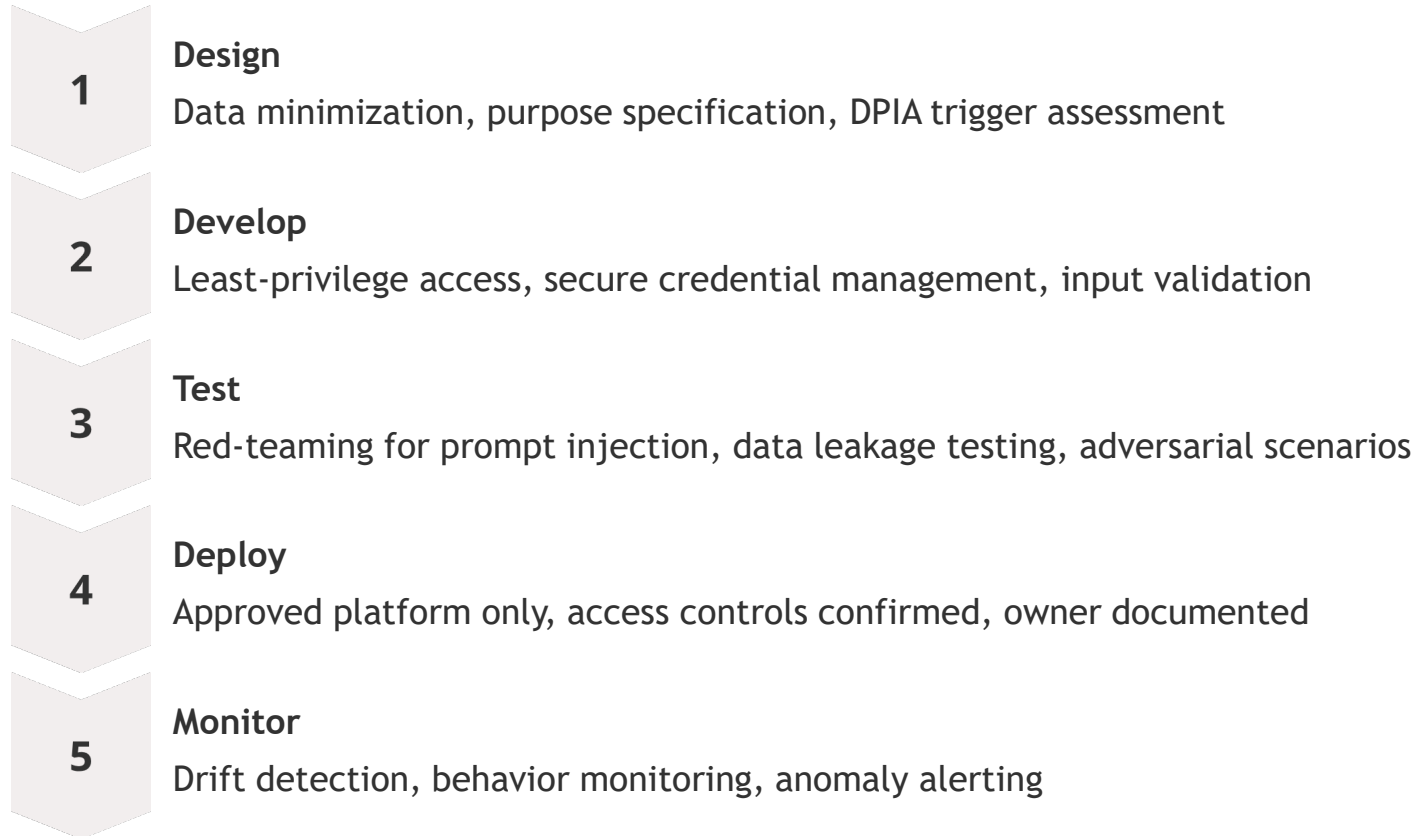 1
Design
Data minimization, purpose specification, DPIA trigger assessment
2
Develop
Least-privilege access, secure credential management, input validation
3
Test
Red-teaming for prompt injection, data leakage testing, adversarial scenarios
4
Deploy
Approved platform only, access controls confirmed, owner documented
5
Monitor
Drift detection, behavior monitoring, anomaly alerting